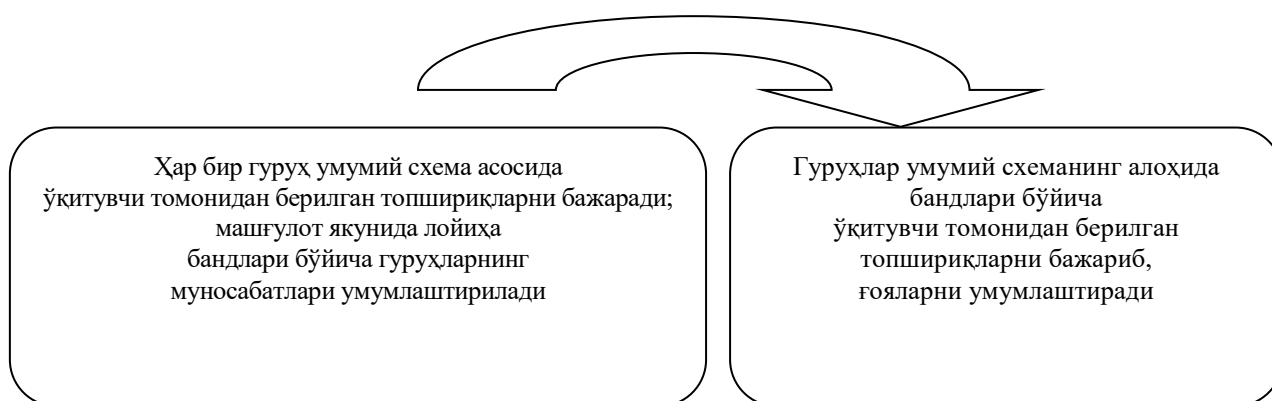 Ҳар бир гуруҳ умумий схема асосида
ўқитувчи томонидан берилган топшириқларни бажаради;
машғулот якунида лойиҳа
бандлари бўйича гуруҳларнинг
муносабатлари умумлаштирилади
Гуруҳлар умумий схеманинг алоҳида
бандлари бўйича
ўқитувчи томонидан берилган
топшириқларни бажариб,
ғояларни умумлаштиради